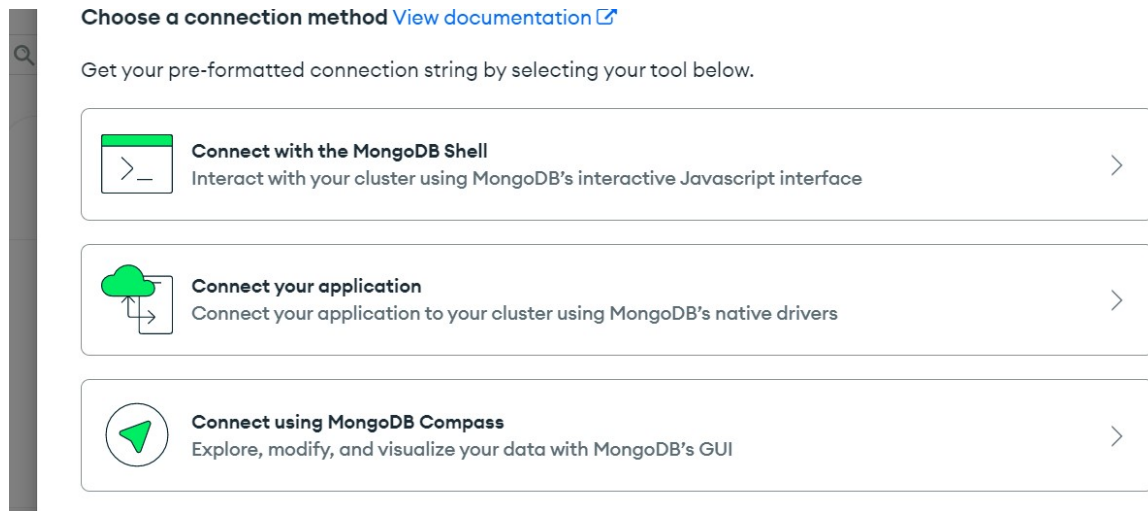 Choose a connection method View documentation
Get your pre-formatted connection string by selecting your tool below.
Connect with the MongoDB Shell
Interact with your cluster using MongoDB's interactive Javascript interface
Connect your application
Connect your application to your cluster using MongoDB's native drivers
Connect using MongoDB Compass
Explore, modify, and visualize your data with MongoDB's GUI